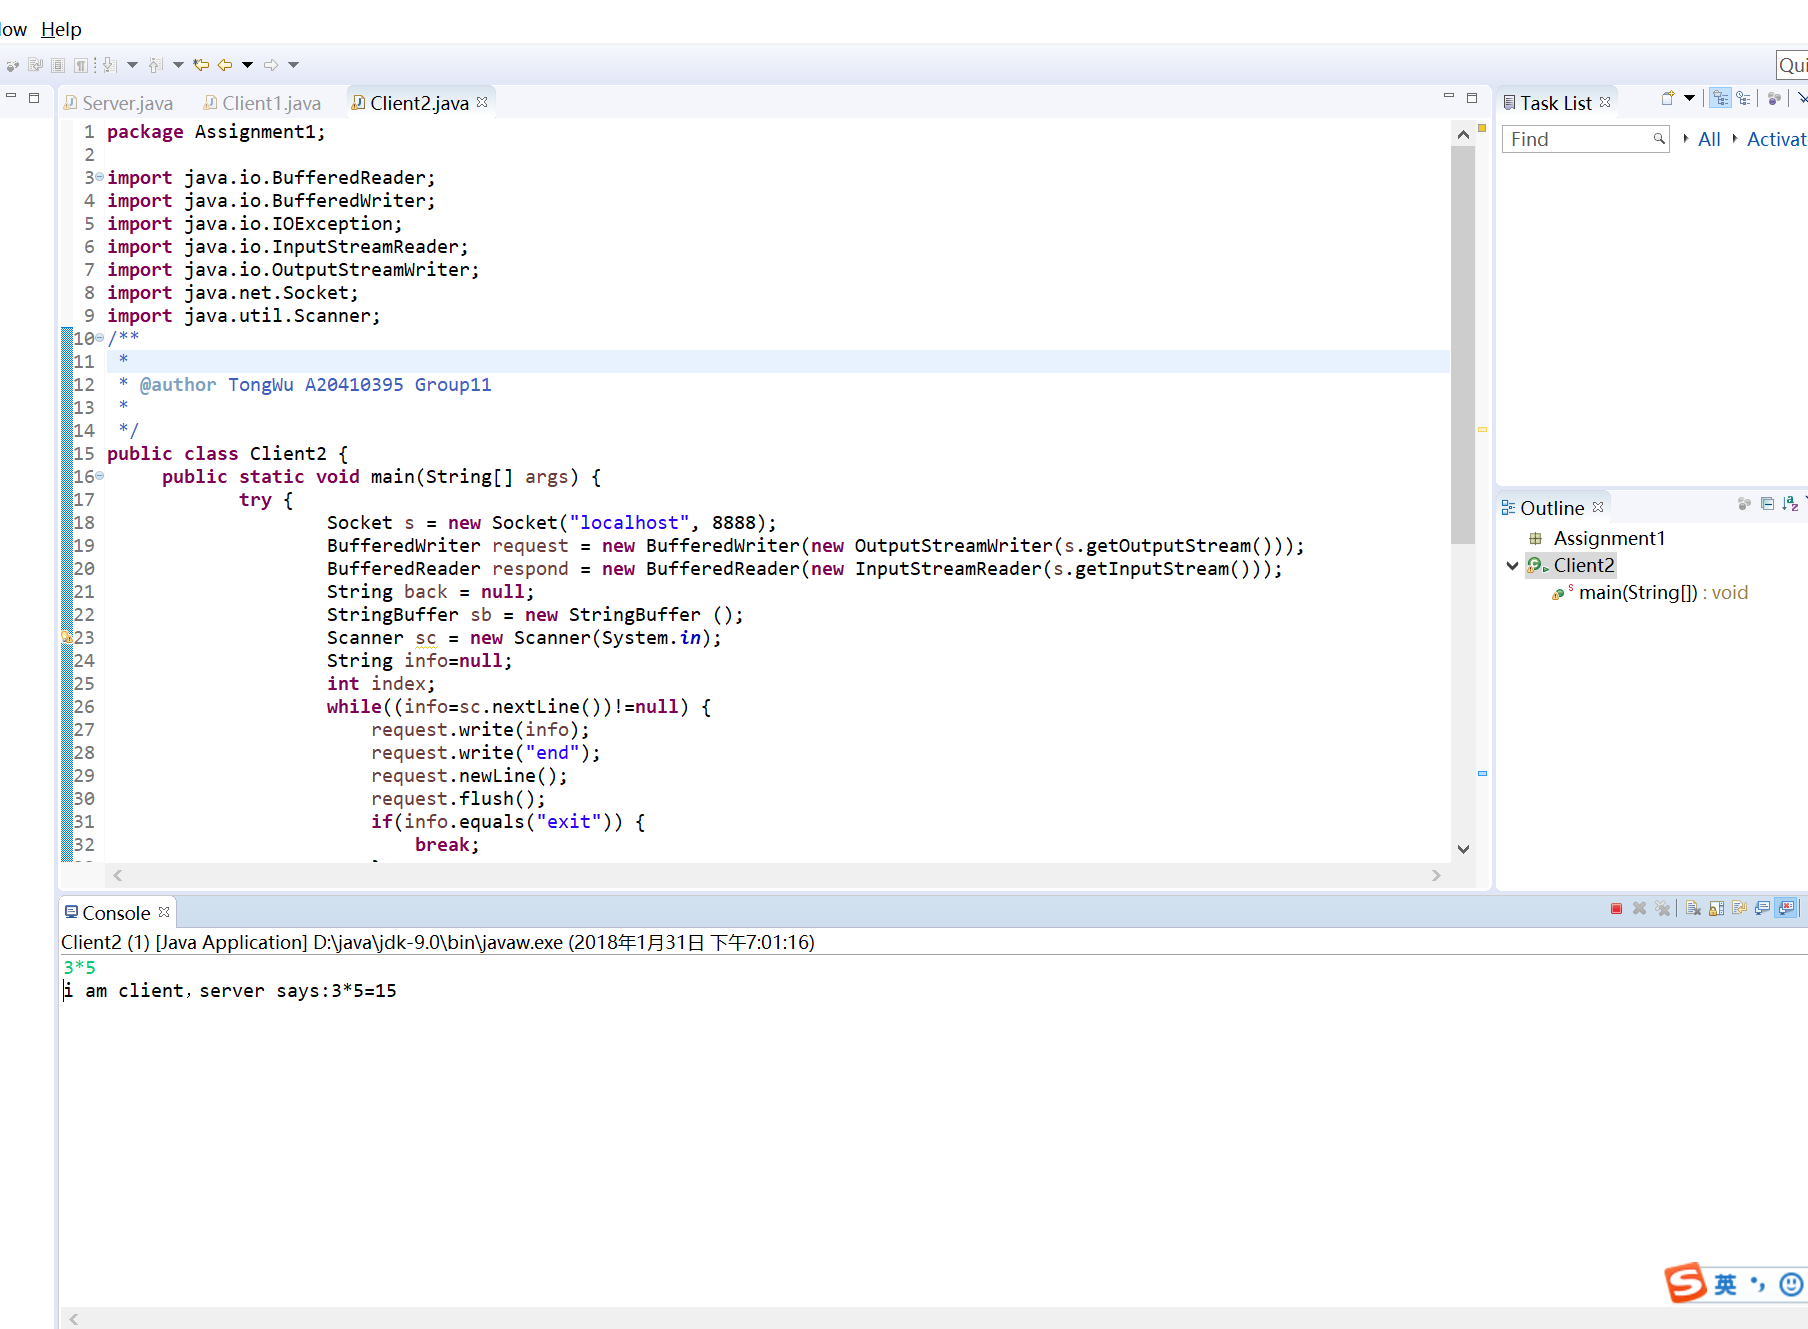 low Help
Qui
Server.java Client1.java Client2.java
1 package Assignment1;
2
3 import java.io.BufferedReader;
4 import java.io.BufferedWriter;
5 import java.io.IOException;
6 import java.io.InputStreamReader;
7 import java.io.OutputStreamWriter;
8 import java.net.Socket;
9 import java.util.Scanner;
10 /**
11  *
12  * @author TongWu A20410395 Group11
13  *
14  */
15 public class Client2 {
16     public static void main(String[] args) {
17         try {
18             Socket s = new Socket("localhost", 8888);
19             BufferedWriter request = new BufferedWriter(new OutputStreamWriter(s.getOutputStream()));
20             BufferedReader respond = new BufferedReader(new InputStreamReader(s.getInputStream()));
21             String back = null;
22             StringBuffer sb = new StringBuffer ();
23             Scanner sc = new Scanner(System.in);
24             String info=null;
25             int index;
26             while((info=sc.nextLine())!=null) {
27                 request.write(info);
28                 request.write("end");
29                 request.newLine();
30                 request.flush();
31                 if(info.equals("exit")) {
32                     break;
Task List
Find All Activat
Outline
Assignment1
Client2
main(String[]) : void
Console
Client2 (1) [Java Application] D:\java\jdk-9.0\bin\javaw.exe (2018年1月31日 下午7:01:16)
3*5
i am client，server says:3*5=15
S 英